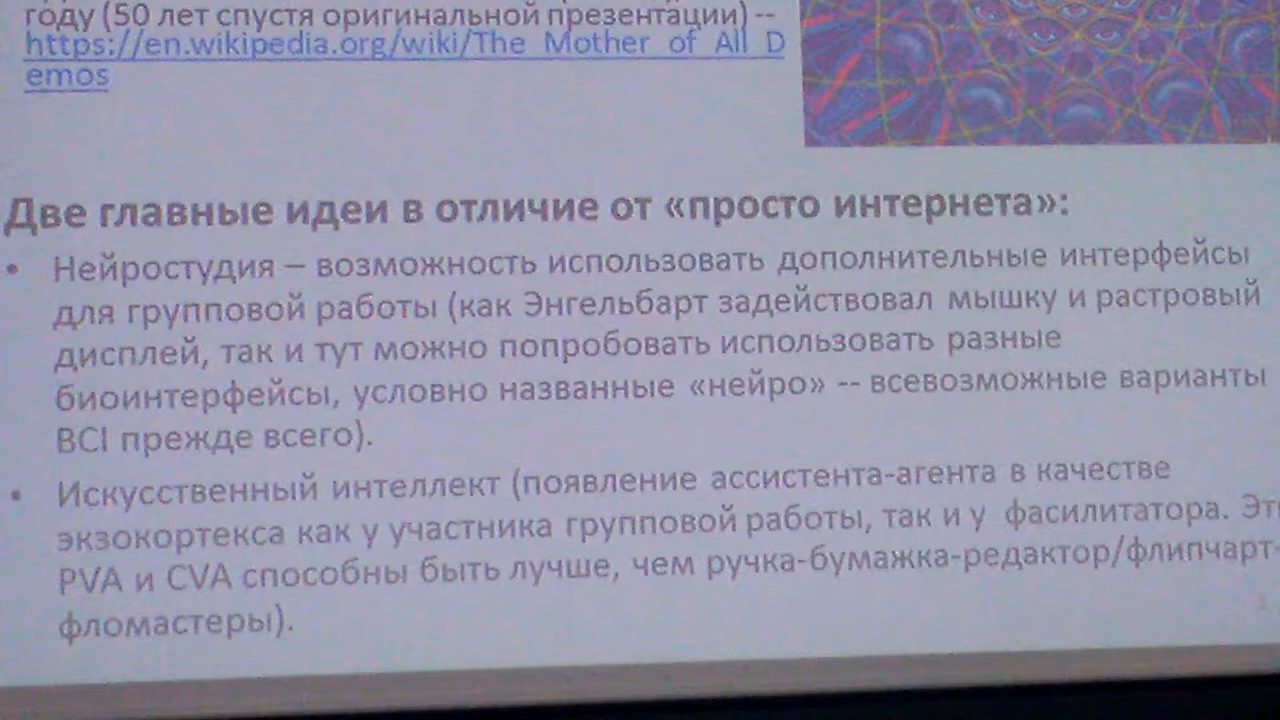 году (50 лет спустя оригинальной презентации) --
https://en.wikipedia.org/wiki/The_Mother_of_All_D
emos
Две главные идеи в отличие от «просто интернета»:
• Нейростудия – возможность использовать дополнительные интерфейсы
для групповой работы (как Энгельбарт задействовал мышку и растровый
дисплей, так и тут можно попробовать использовать разные
биоинтерфейсы, условно названные «нейро» -- всевозможные варианты
BCI прежде всего).
• Искусственный интеллект (появление ассистента-агента в качестве
экзокортекса как у участника групповой работы, так и у фасилитатора.
PVA и CVA способны быть лучше, чем ручка-бумажка-редактор/флипчарт-
фломастеры).